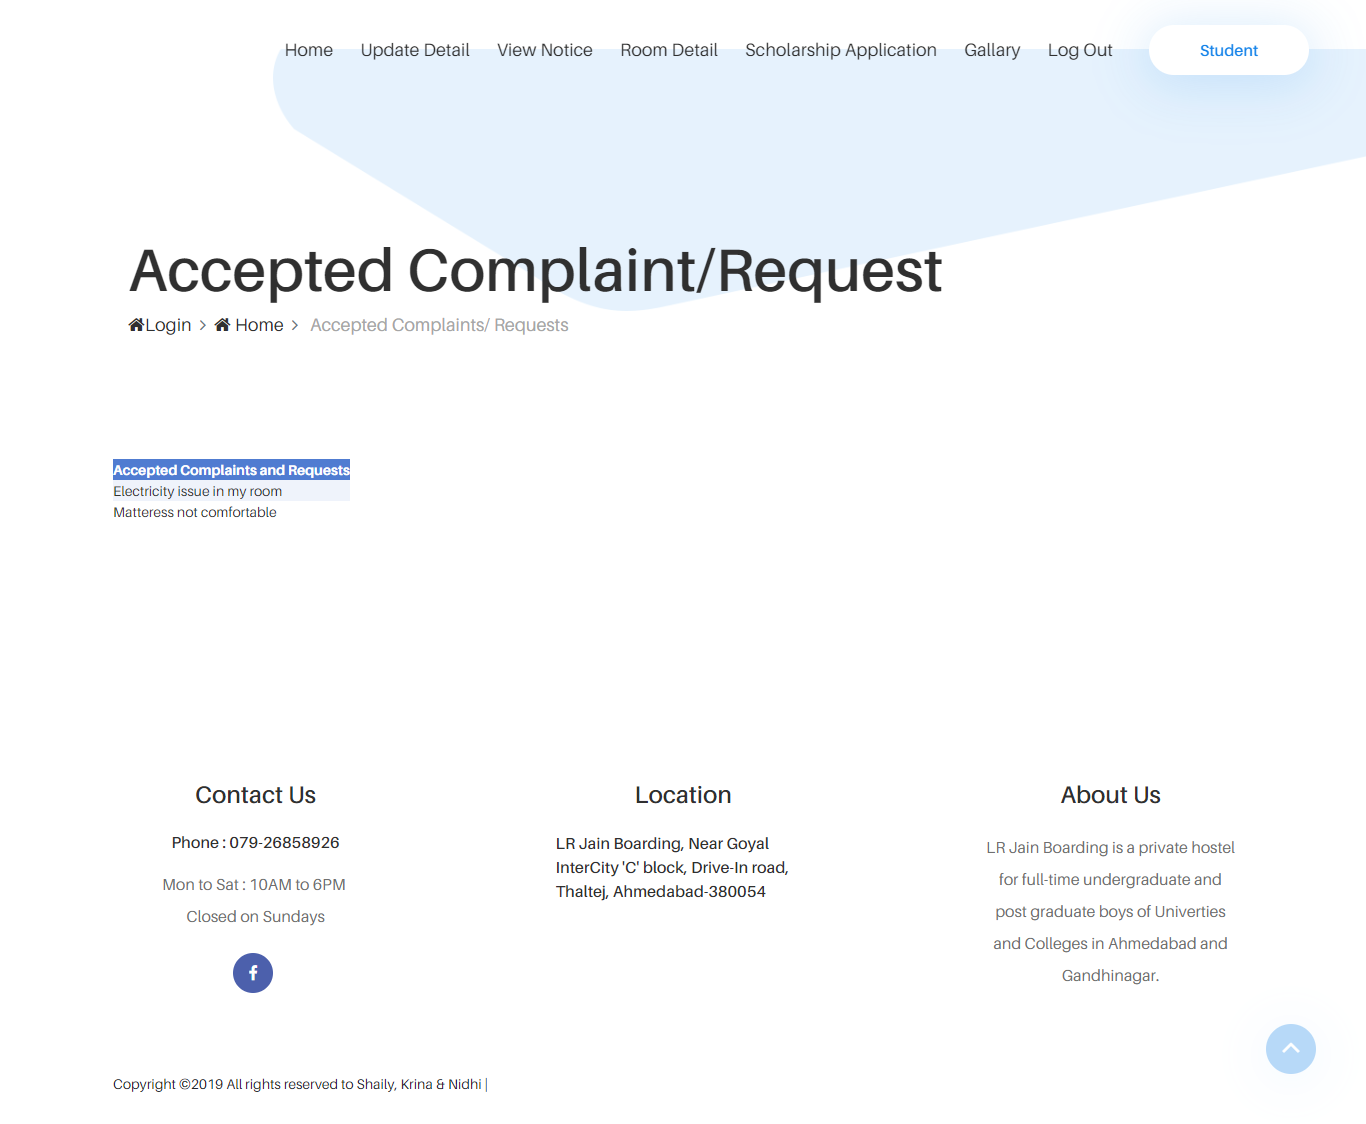 Home Update Detail View Notice Room Detail Scholarship Application Gallary Log Out Student
Accepted Complaint/Request
Login > Home > Accepted Complaints/ Requests
Accepted Complaints and Requests
Electricity issue in my room
Matteress not comfortable
Contact Us
Phone : 079-26858926
Mon to Sat : 10AM to 6PM
Closed on Sundays
Location
LR Jain Boarding, Near Goyal
InterCity 'C' block, Drive-In road,
Thaltej, Ahmedabad-380054
About Us
LR Jain Boarding is a private hostel
for full-time undergraduate and
post graduate boys of Univerties
and Colleges in Ahmedabad and
Gandhinagar.
Copyright ©2019 All rights reserved to Shaily, Krina & Nidhi |